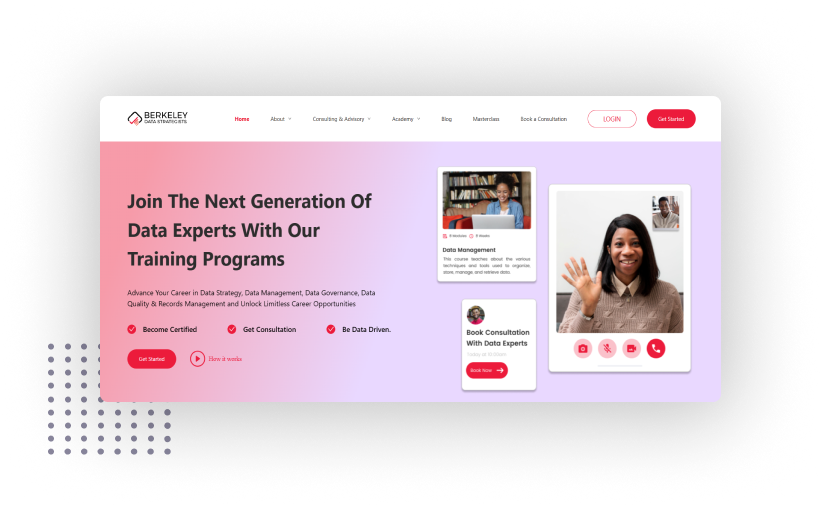 BERKELEY
DATA STRATEGISTS
Home About Consulting & Advisory Academy Blog Masterclass Book a Consultation LOGIN Get Started
Join The Next Generation Of
Data Experts With Our
Training Programs
Advance Your Career in Data Strategy, Data Management, Data Governance, Data
Quality & Records Management and Unlock Limitless Career Opportunities
Become Certified Get Consultation Be Data Driven.
Get Started How it works
Data Management
This course teaches about the various
techniques and tools used to organize,
store, manage, and retrieve data.
Book Consultation
With Data Experts
Book Now